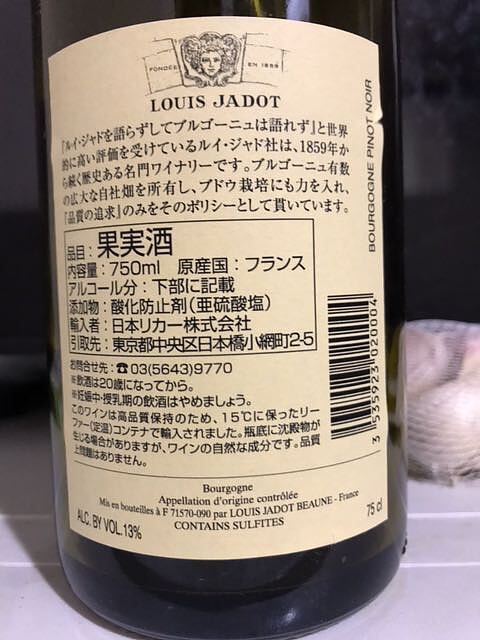 FONDÉE EN 1859
LOUIS JADOT
『ルイ・ジャドを語らずしてブルゴーニュは語れず』と世界
的に高い評価を受けているルイ・ジャド社は、1859年か
ら続く歴史ある名門ワイナリーです。ブルゴーニュ有数
の広大な自社畑を所有し、ブドウ栽培にも力を入れ、
『品質の追求』のみをそのポリシーとして貫いています。
品目：果実酒
内容量：750ml 原産国：フランス
アルコール分：下部に記載
添加物：酸化防止剤（亜硫酸塩）
輸入者：日本リカー株式会社
引取先：東京都中央区日本橋小網町2-5
お問合せ先：☎03(5643)9770
※飲酒は20歳になってから。
※妊娠中・授乳期の飲酒はやめましょう。
このワインは高品質保持のため、15℃に保ったリー
ファー(定温)コンテナで輸入されました。瓶底に沈殿物が
生じる場合がありますが、ワインの自然な成分です。品質
上問題はありません。
BOURGOGNE PINOT NOIR
3 535923 020004
Bourgogne
Appellation d'origine contrôlée
Mis en bouteilles à F 71570-090 par LOUIS JADOT BEAUNE - France
CONTAINS SULFITES
ALC. BY VOL. 13%
75 cl